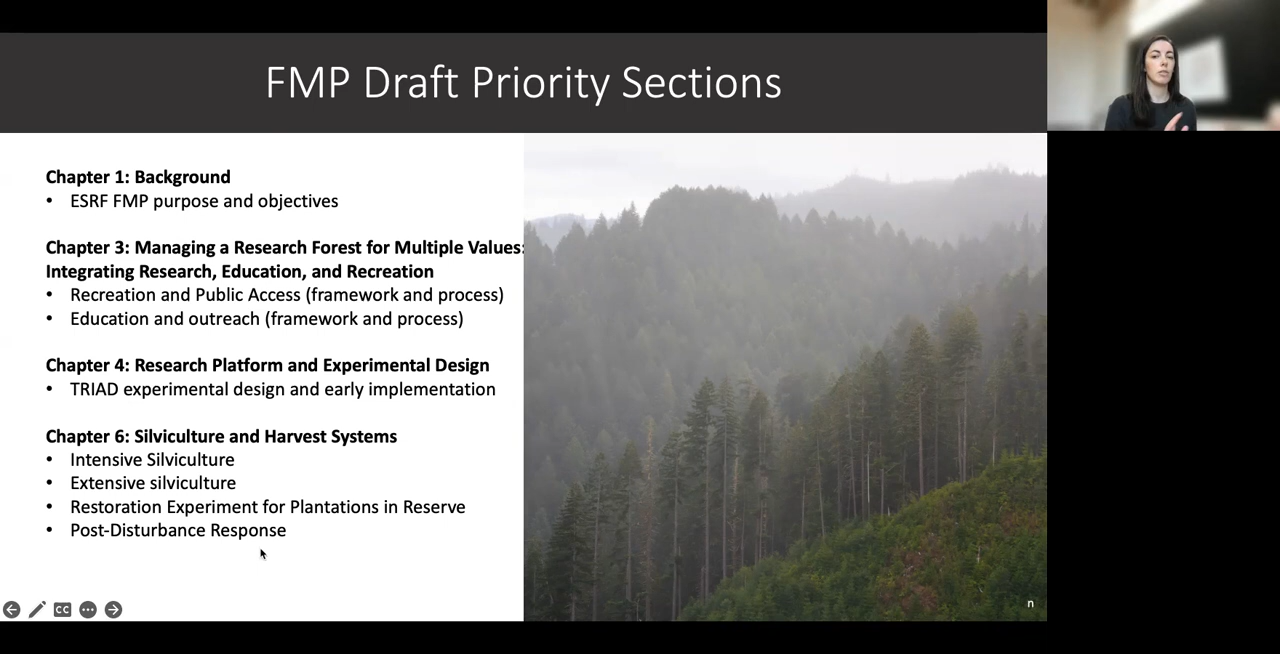 FMP Draft Priority Sections
Chapter 1: Background
• ESRF FMP purpose and objectives
Chapter 3: Managing a Research Forest for Multiple Values:
Integrating Research, Education, and Recreation
• Recreation and Public Access (framework and process)
• Education and outreach (framework and process)
Chapter 4: Research Platform and Experimental Design
• TRIAD experimental design and early implementation
Chapter 6: Silviculture and Harvest Systems
• Intensive Silviculture
• Extensive silviculture
• Restoration Experiment for Plantations in Reserve
• Post-Disturbance Response
CC
n